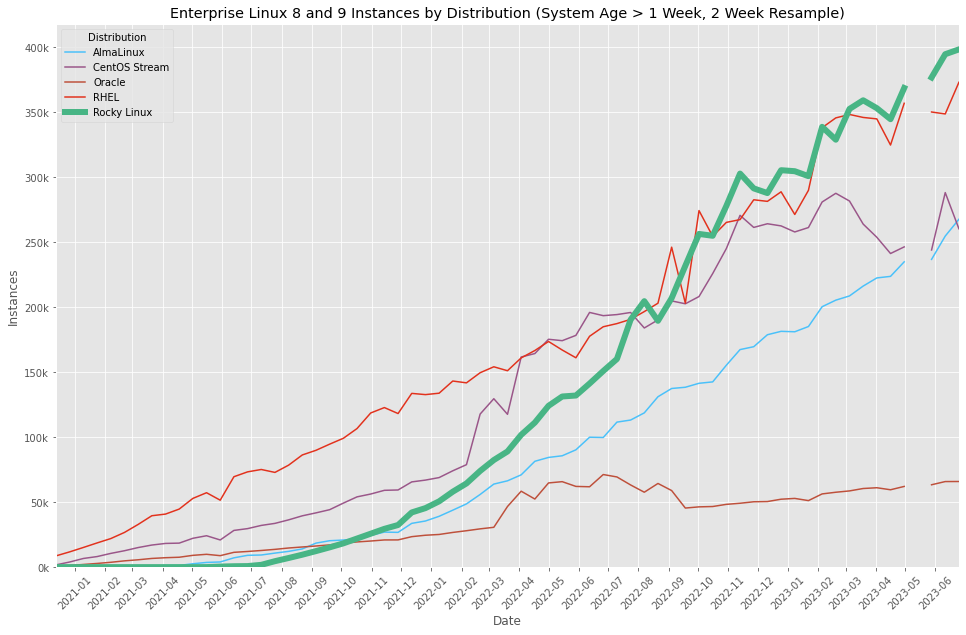 Enterprise Linux 8 and 9 Instances by Distribution (System Age > 1 Week, 2 Week Resample)
Distribution
AlmaLinux
CentOS Stream
Oracle
RHEL
Rocky Linux
400k
350k
300k
250k
200k
150k
100k
50k
0k
Instances
2021-01
2021-02
2021-03
2021-04
2021-05
2021-06
2021-07
2021-08
2021-09
2021-10
2021-11
2021-12
2022-01
2022-02
2022-03
2022-04
2022-05
2022-06
2022-07
2022-08
2022-09
2022-10
2022-11
2022-12
2023-01
2023-02
2023-03
2023-04
2023-05
2023-06
Date